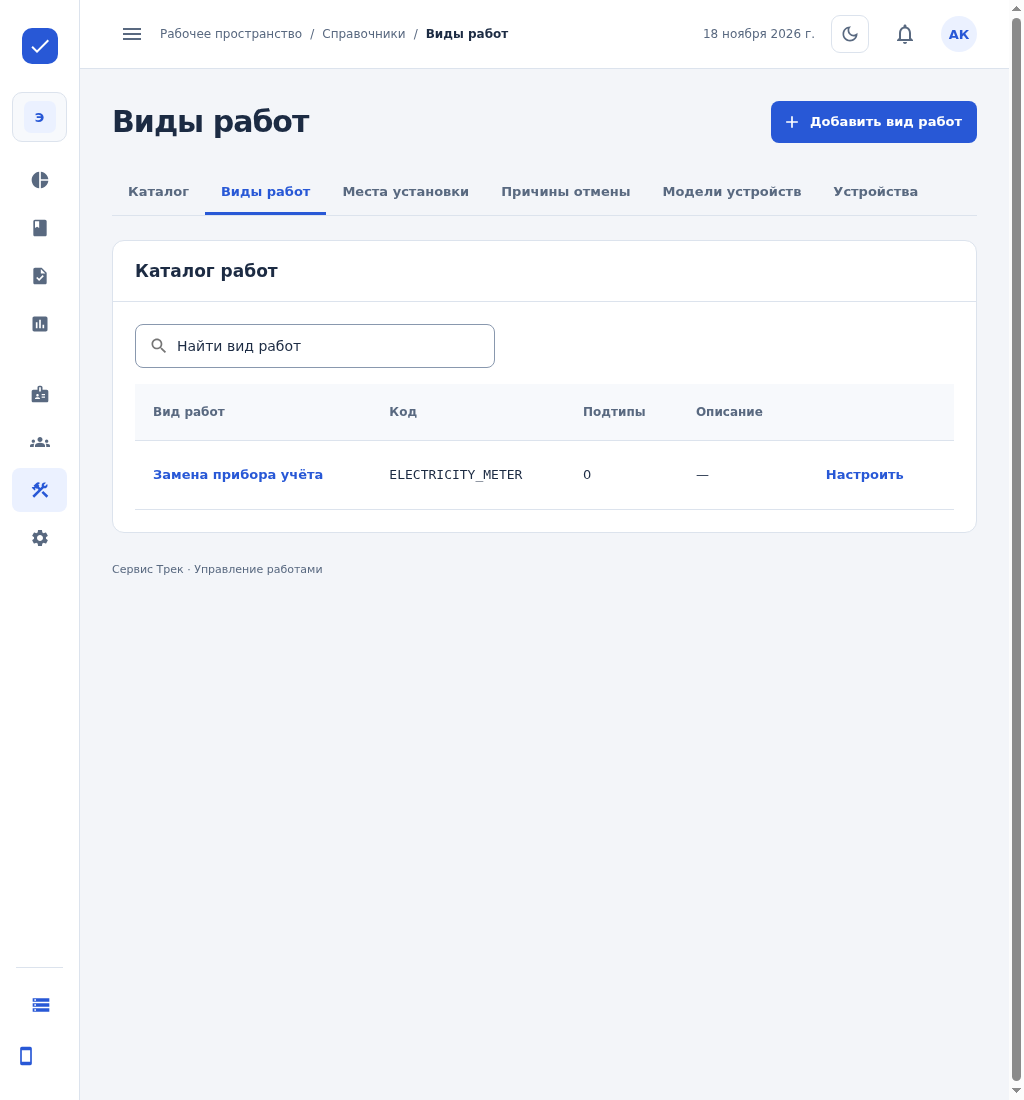 Рабочее пространство / Справочники / Виды работ
18 ноября 2026 г.
АК
Э
Виды работ
Добавить вид работ
Каталог
Виды работ
Места установки
Причины отмены
Модели устройств
Устройства
Каталог работ
Найти вид работ
Вид работ
Код
Подтипы
Описание
Замена прибора учёта
ELECTRICITY_METER
0
—
Настроить
Сервис Трек · Управление работами